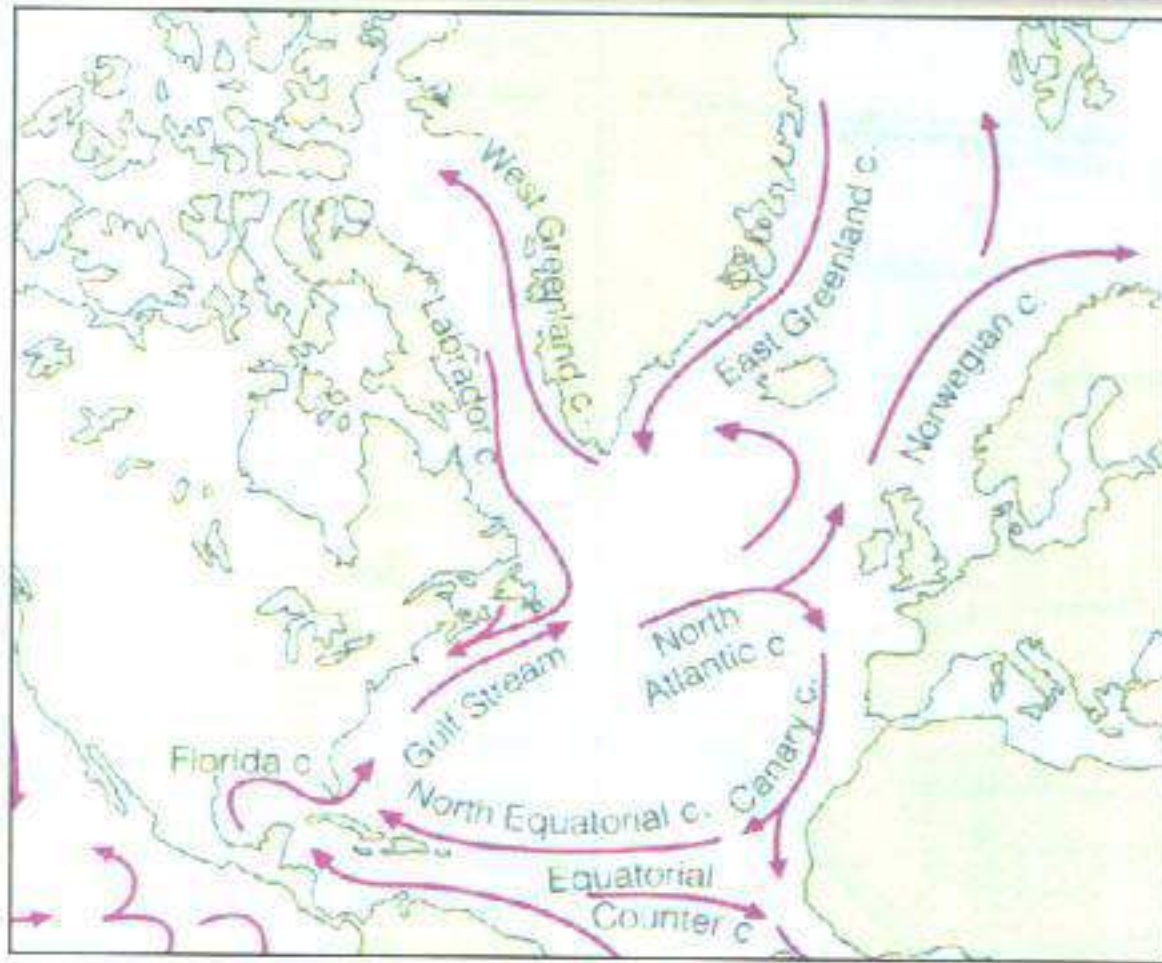 West Greenland c.
East Greenland c.
Labrador c
Norwegian c.
North
Atlantic c
Gulf Stream
Florida c
Canary c.
North Equatorial c.
Equatorial
Counter c